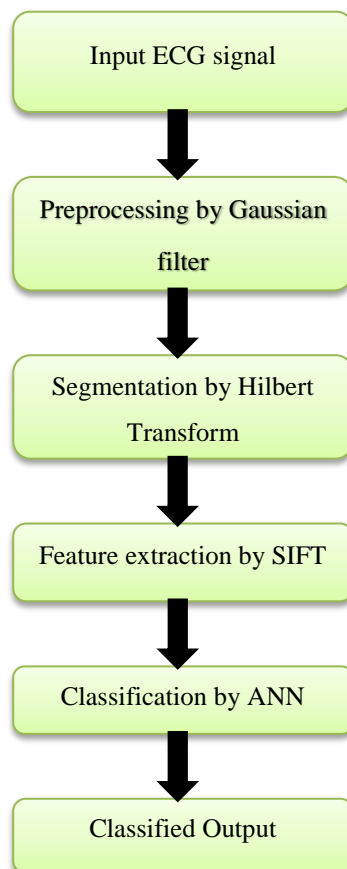 Input ECG signal
Preprocessing by Gaussian
filter
Segmentation by Hilbert
Transform
Feature extraction by SIFT
Classification by ANN
Classified Output